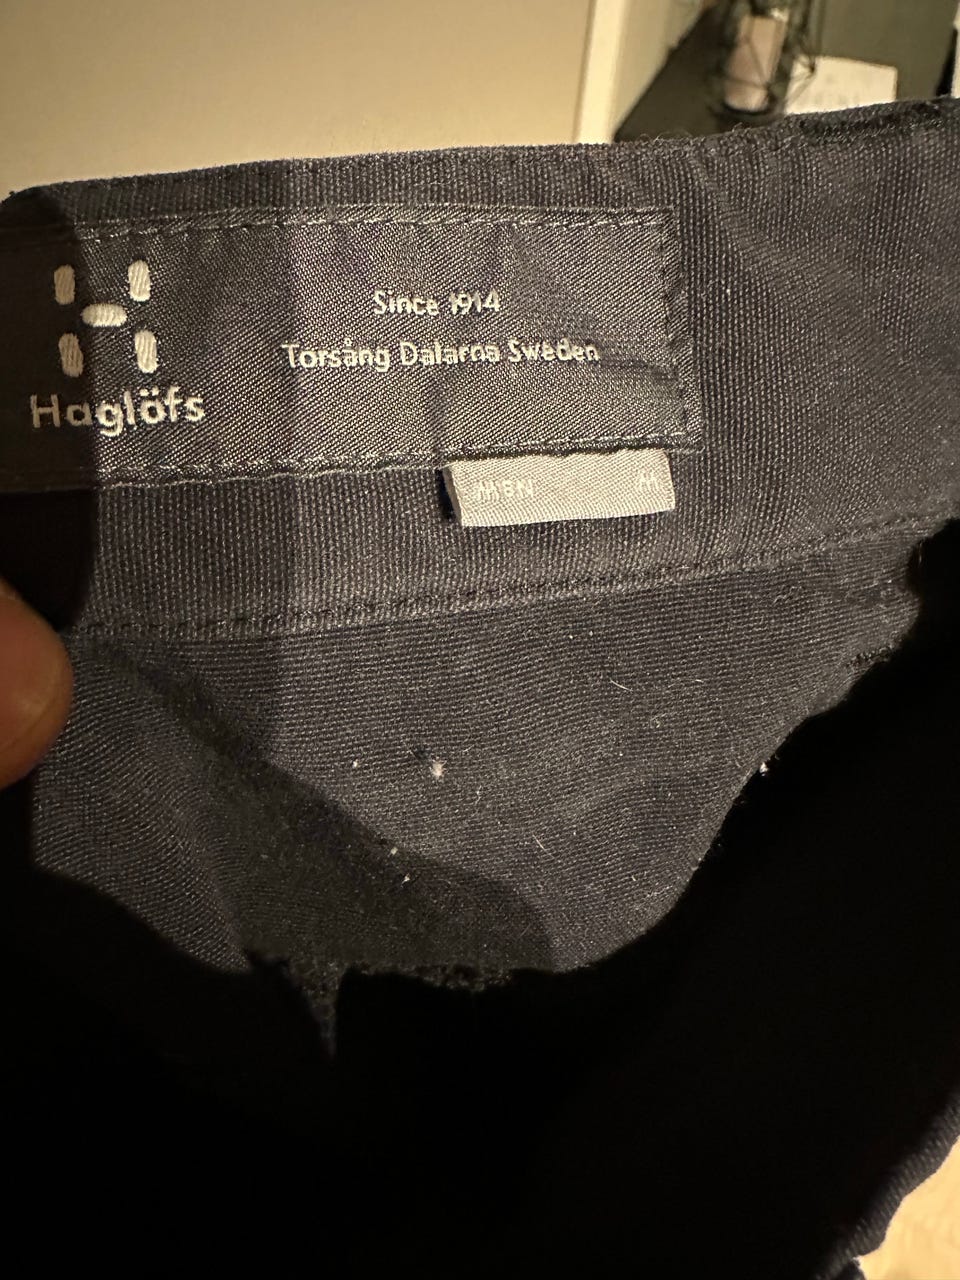 Since 1914
Torsång Dalarna Sweden
Haglöfs
MEN M